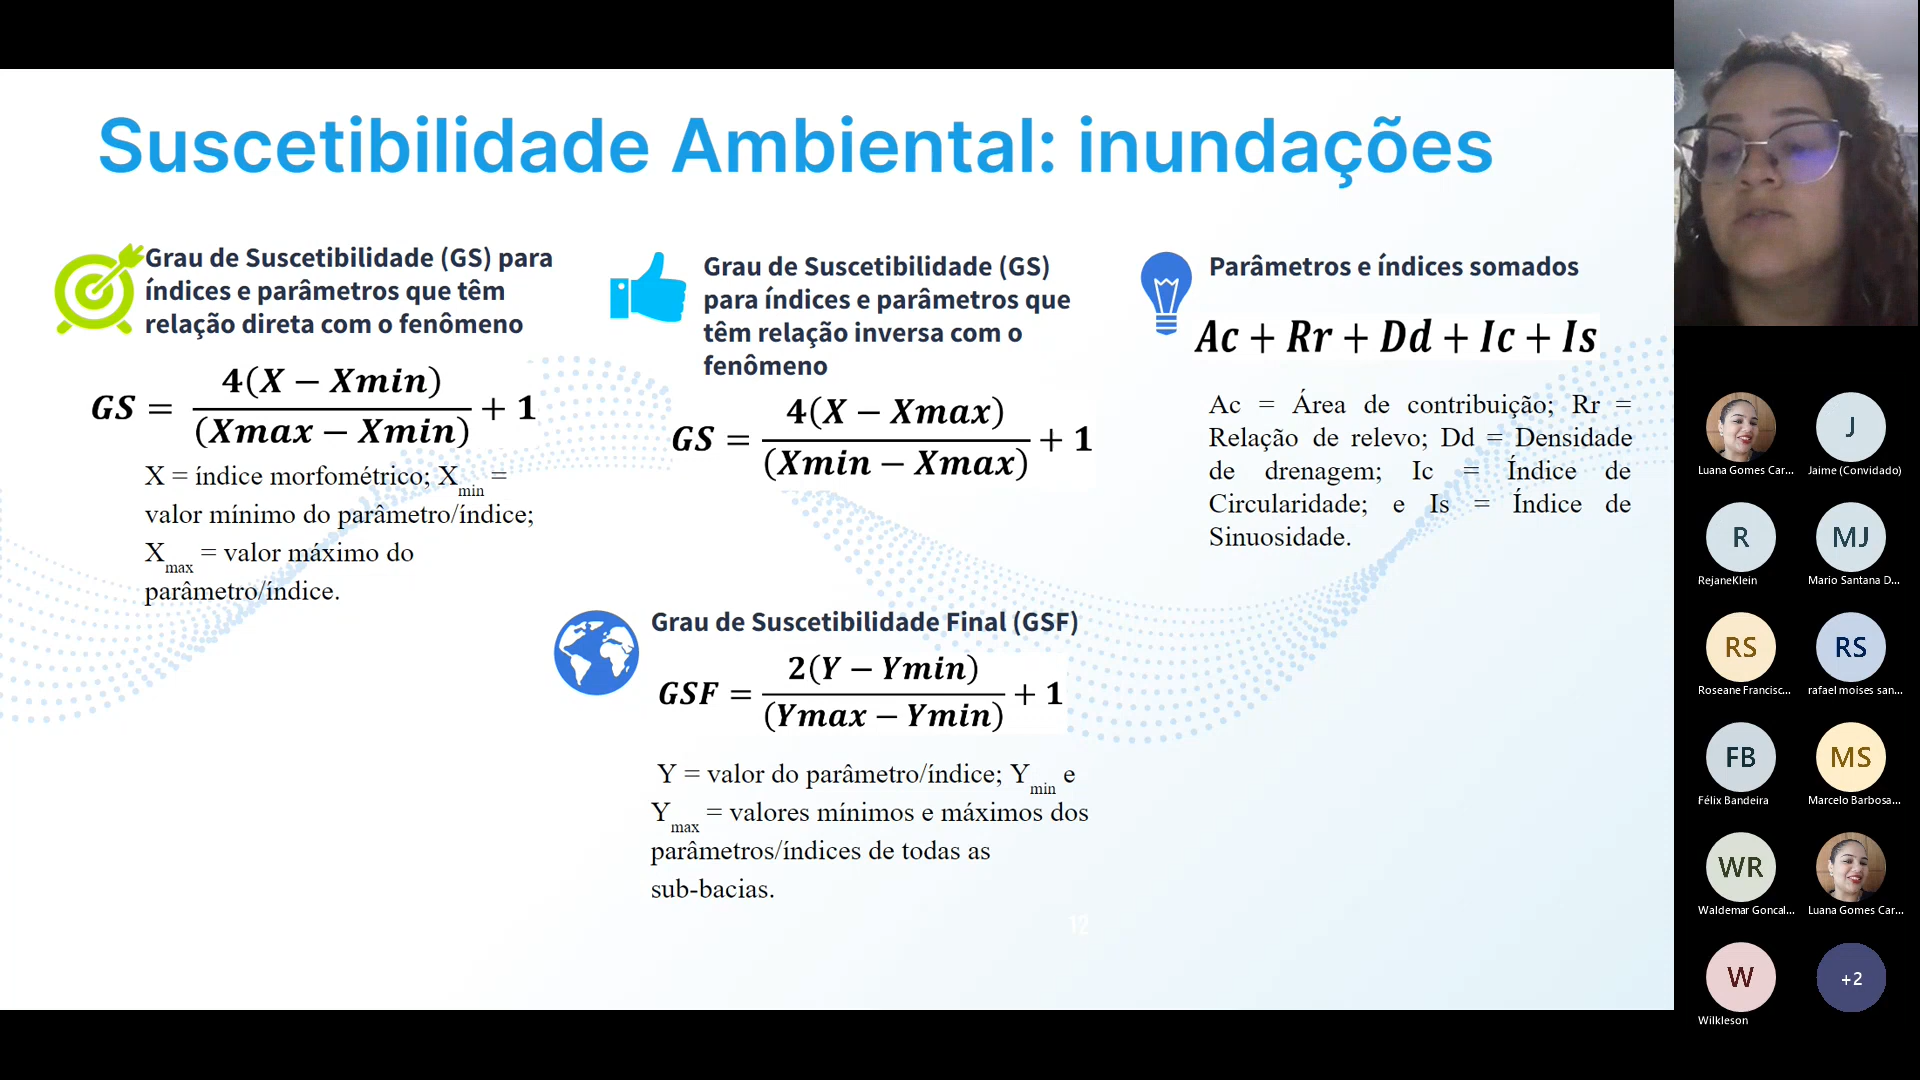 Suscetibilidade Ambiental: inundações
Grau de Suscetibilidade (GS) para
índices e parâmetros que têm
relação direta com o fenômeno
GS = 4(X − Xmin) / (Xmax − Xmin) + 1
X = índice morfométrico; Xmin =
valor mínimo do parâmetro/índice;
Xmax = valor máximo do
parâmetro/índice.
Grau de Suscetibilidade (GS)
para índices e parâmetros que
têm relação inversa com o
fenômeno
GS = 4(X − Xmax) / (Xmin − Xmax) + 1
Parâmetros e índices somados
Ac + Rr + Dd + Ic + Is
Ac = Área de contribuição; Rr =
Relação de relevo; Dd = Densidade
de drenagem; Ic = Índice de
Circularidade; e Is = Índice de
Sinuosidade.
Grau de Suscetibilidade Final (GSF)
GSF = 2(Y − Ymin) / (Ymax − Ymin) + 1
Y = valor do parâmetro/índice; Ymin e
Ymax = valores mínimos e máximos dos
parâmetros/índices de todas as
sub-bacias.
12
Luana Gomes Car...
J
Jaime (Convidado)
R
RejaneKlein
MJ
Mario Santana D...
RS
Roseane Francisc...
RS
rafael moises san...
FB
Félix Bandeira
MS
Marcelo Barbosa...
WR
Waldemar Goncal...
Luana Gomes Car...
W
Wilkleson
+2